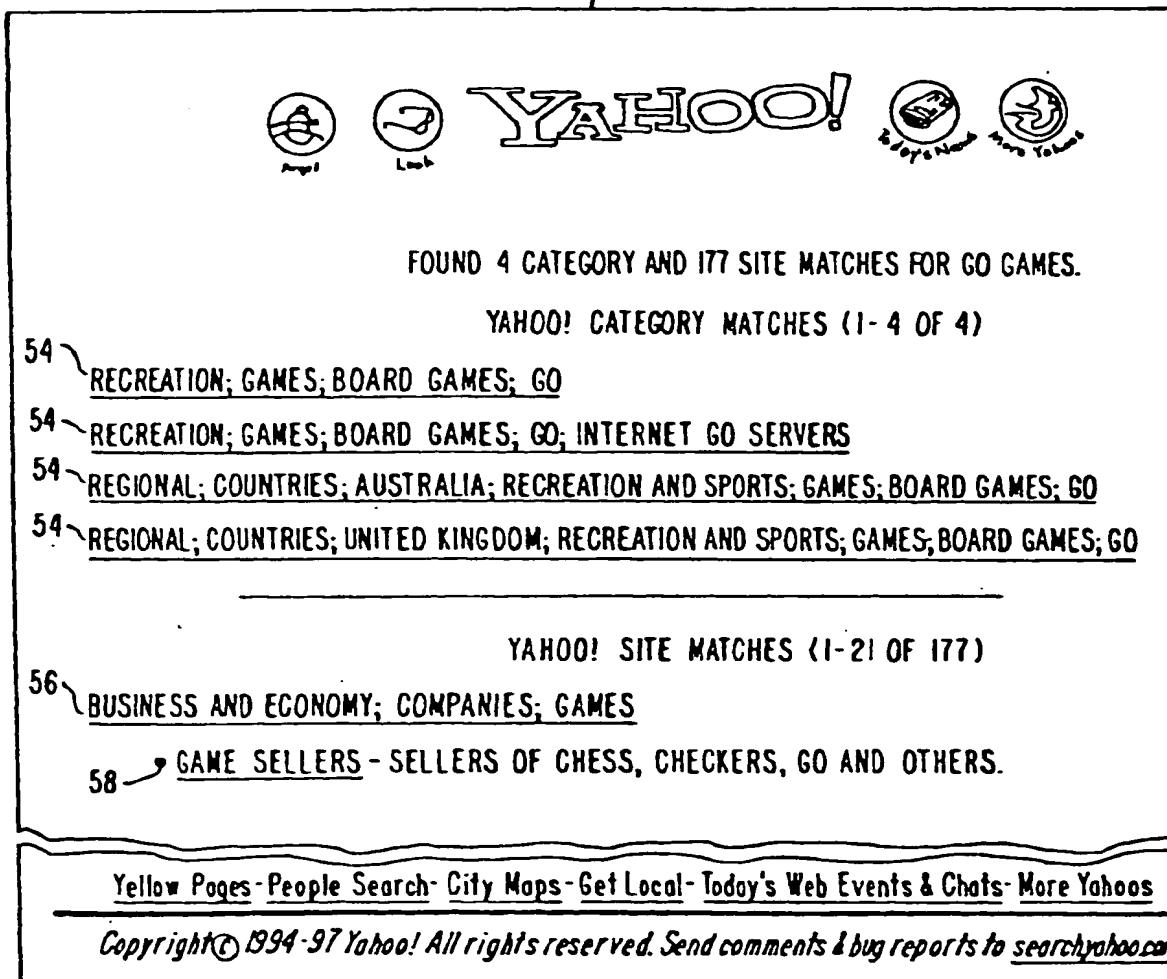 YAHOO!
Look
Today's News
More Yahoos
FOUND 4 CATEGORY AND 177 SITE MATCHES FOR GO GAMES.
YAHOO! CATEGORY MATCHES (1-4 OF 4)
54
RECREATION; GAMES; BOARD GAMES; GO
54
RECREATION; GAMES; BOARD GAMES; GO; INTERNET GO SERVERS
54
REGIONAL; COUNTRIES; AUSTRALIA; RECREATION AND SPORTS; GAMES; BOARD GAMES; GO
54
REGIONAL; COUNTRIES; UNITED KINGDOM; RECREATION AND SPORTS; GAMES; BOARD GAMES; GO
YAHOO! SITE MATCHES (1-21 OF 177)
56
BUSINESS AND ECONOMY; COMPANIES; GAMES
58
• GAME SELLERS - SELLERS OF CHESS, CHECKERS, GO AND OTHERS.
Yellow Pages - People Search - City Maps - Get Local - Today's Web Events & Chats - More Yahoos
Copyright © 1994-97 Yahoo! All rights reserved. Send comments & bug reports to